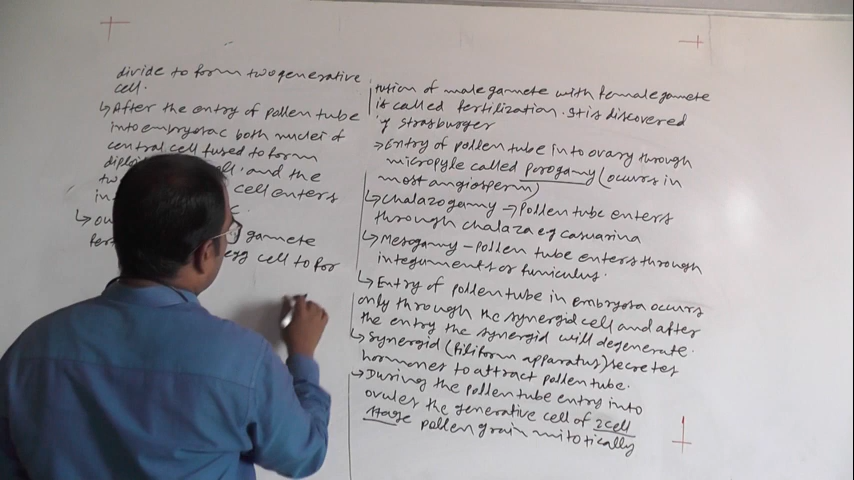 divide to form two generative
cell.
↳ After the entry of pollen tube
into embryosac both nuclei of
central cell fused to form
cell and the
cell enters
gamete
egg cell to for
fusion of male gamete with female gamete
is called fertilization. It is discovered
by strasburger
→ Entry of pollen tube into ovary through
micropyle called porogamy (occurs in
most angiosperm)
↳ Chalazogamy → Pollen tube enters
through chalaza eg casuarina
↳ Mesogamy - pollen tube enters through
integuments or funiculus.
↳ Entry of pollen tube in embryosa occurs
only through the synergid cell and after
the entry the synergid will degenerate.
↳ Synergid (filiform apparatus) secretes
hormones to attract pollen tube.
↳ During the pollen tube entry into
ovules the generative cell of 2 cell
stage pollen grain mitotically